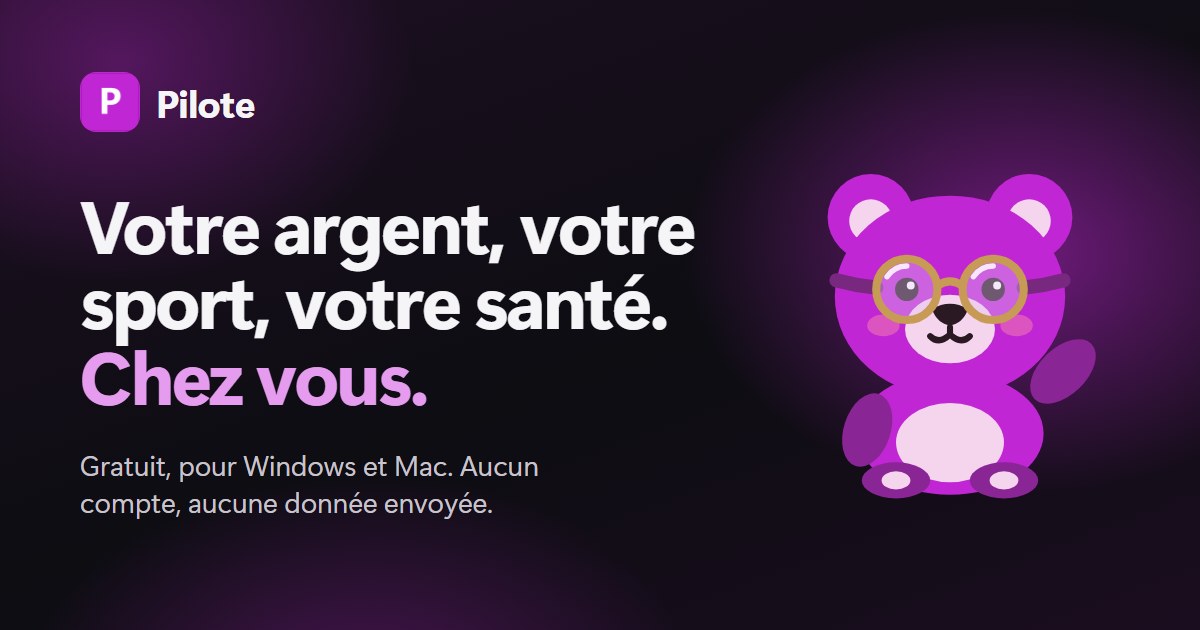 P
Pilote
Votre argent, votre
sport, votre santé.
Chez vous.
Gratuit, pour Windows et Mac. Aucun
compte, aucune donnée envoyée.